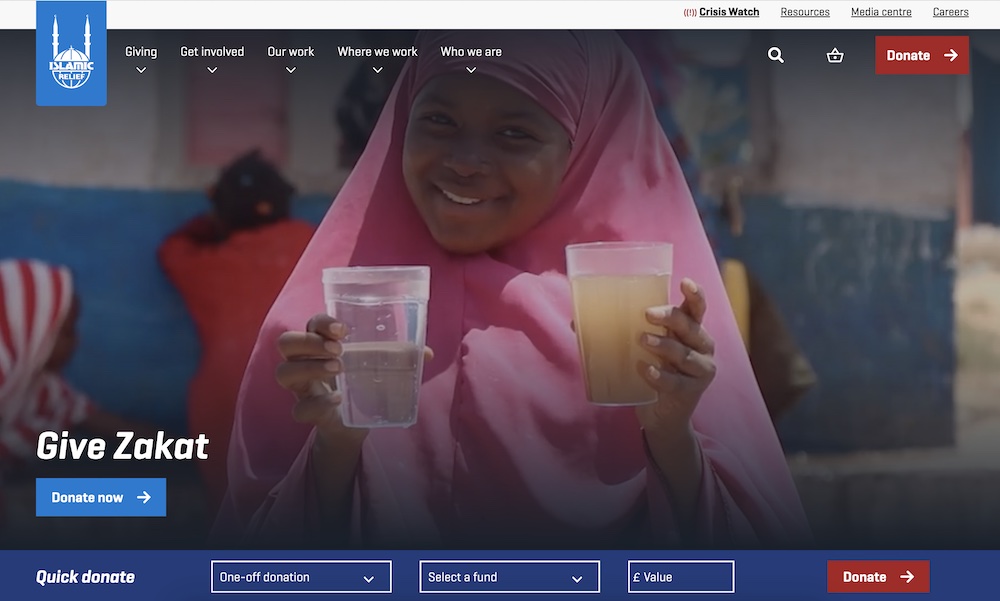 ((!)) Crisis Watch
Resources
Media centre
Careers
ISLAMIC
RELIEF
Giving
Get involved
Our work
Where we work
Who we are
Donate
Give Zakat
Donate now
Quick donate
One-off donation
Select a fund
£ Value
Donate